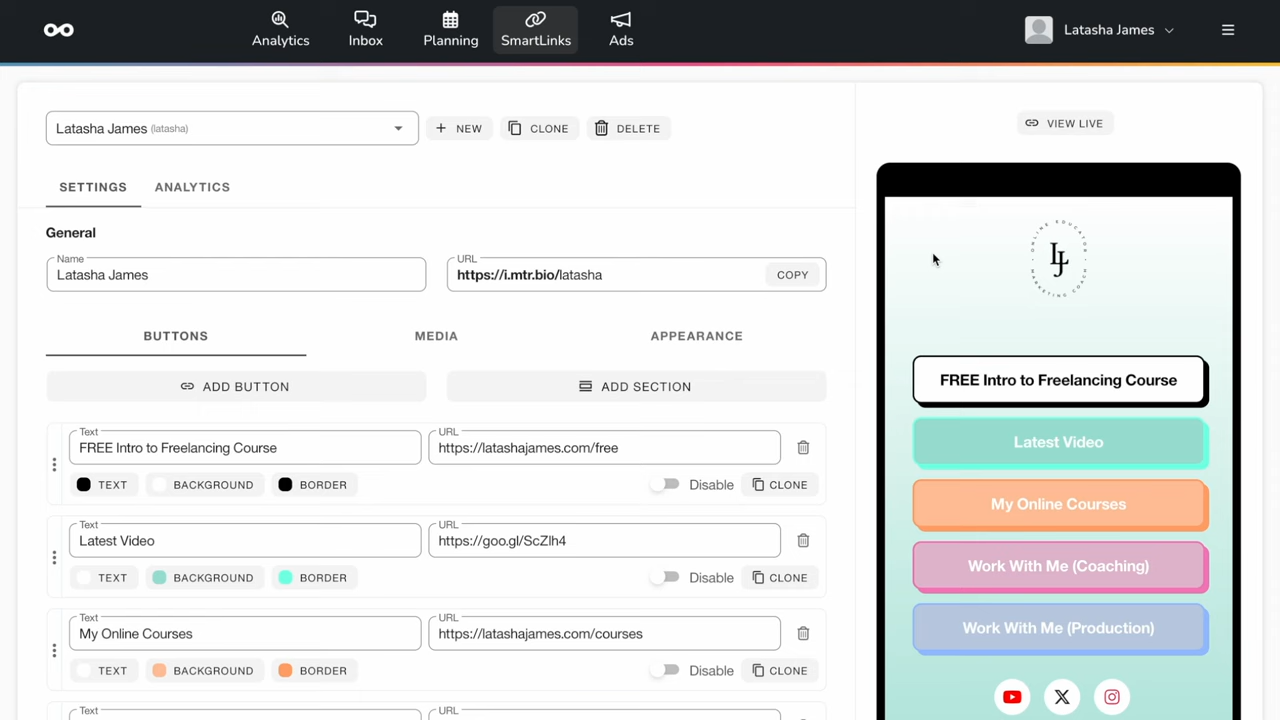 Analytics
Inbox
Planning
SmartLinks
Ads
Latasha James
Latasha James (latasha)
NEW
CLONE
DELETE
VIEW LIVE
SETTINGS
ANALYTICS
General
Name
Latasha James
URL
https://i.mtr.bio/latasha
COPY
BUTTONS
MEDIA
APPEARANCE
ADD BUTTON
ADD SECTION
Text
FREE Intro to Freelancing Course
URL
https://latashajames.com/free
TEXT
BACKGROUND
BORDER
Disable
CLONE
Text
Latest Video
URL
https://goo.gl/ScZlh4
TEXT
BACKGROUND
BORDER
Disable
CLONE
Text
My Online Courses
URL
https://latashajames.com/courses
TEXT
BACKGROUND
BORDER
Disable
CLONE
Text
URL
ONLINE EDUCATOR
LJ
MARKETING COACH
FREE Intro to Freelancing Course
Latest Video
My Online Courses
Work With Me (Coaching)
Work With Me (Production)